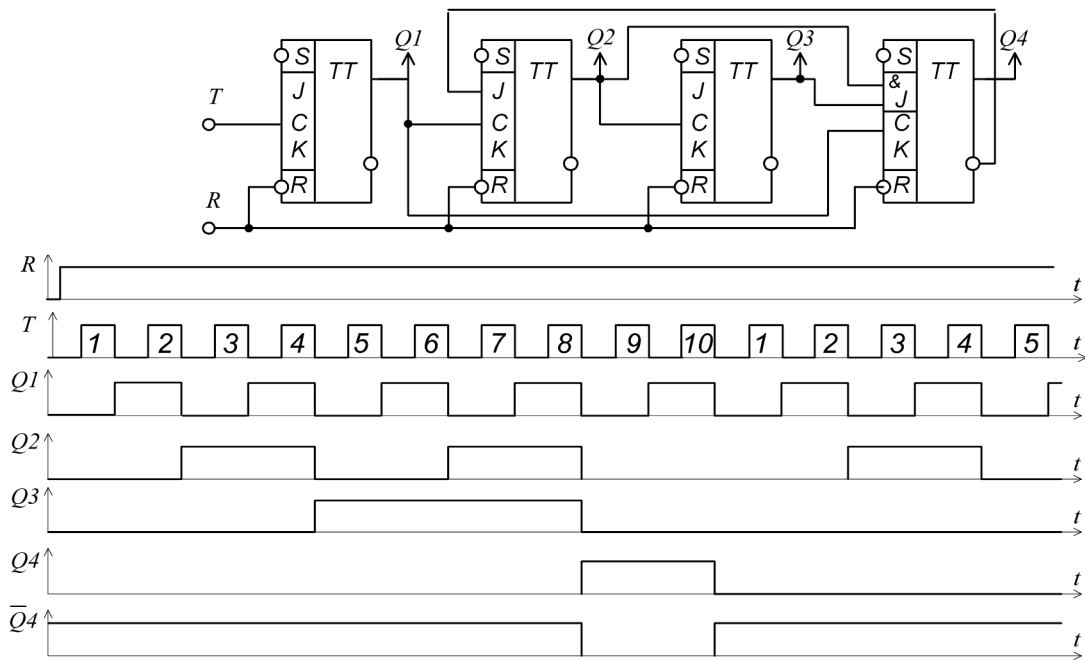 Q1 Q2 Q3 Q4
S TT S TT S TT S TT
J J J & J
T C C C C
K K K K
R R R R
R
R t
T 1 2 3 4 5 6 7 8 9 10 1 2 3 4 5 t
Q1 t
Q2 t
Q3 t
Q4 t
Q̅4 t